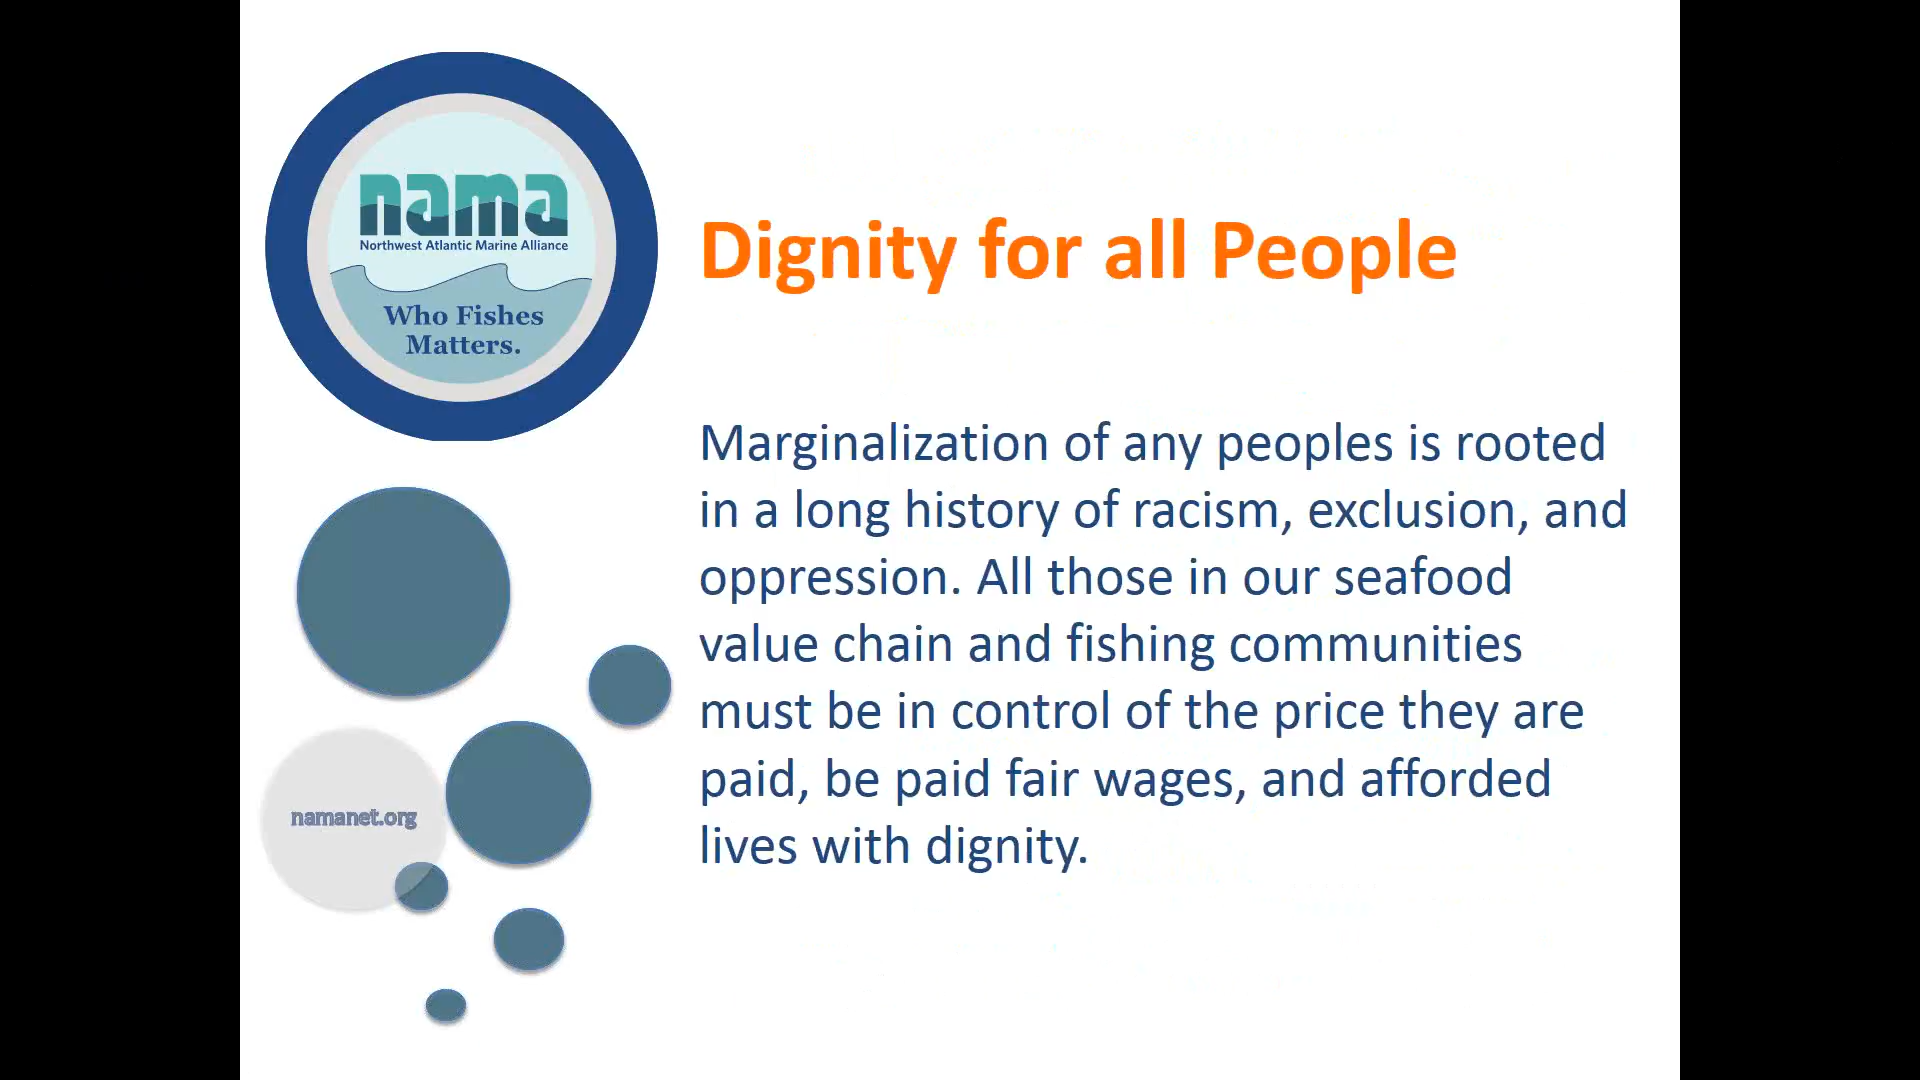 nama
Northwest Atlantic Marine Alliance
Who Fishes
Matters.
Dignity for all People
Marginalization of any peoples is rooted
in a long history of racism, exclusion, and
oppression. All those in our seafood
value chain and fishing communities
must be in control of the price they are
paid, be paid fair wages, and afforded
lives with dignity.
namanet.org